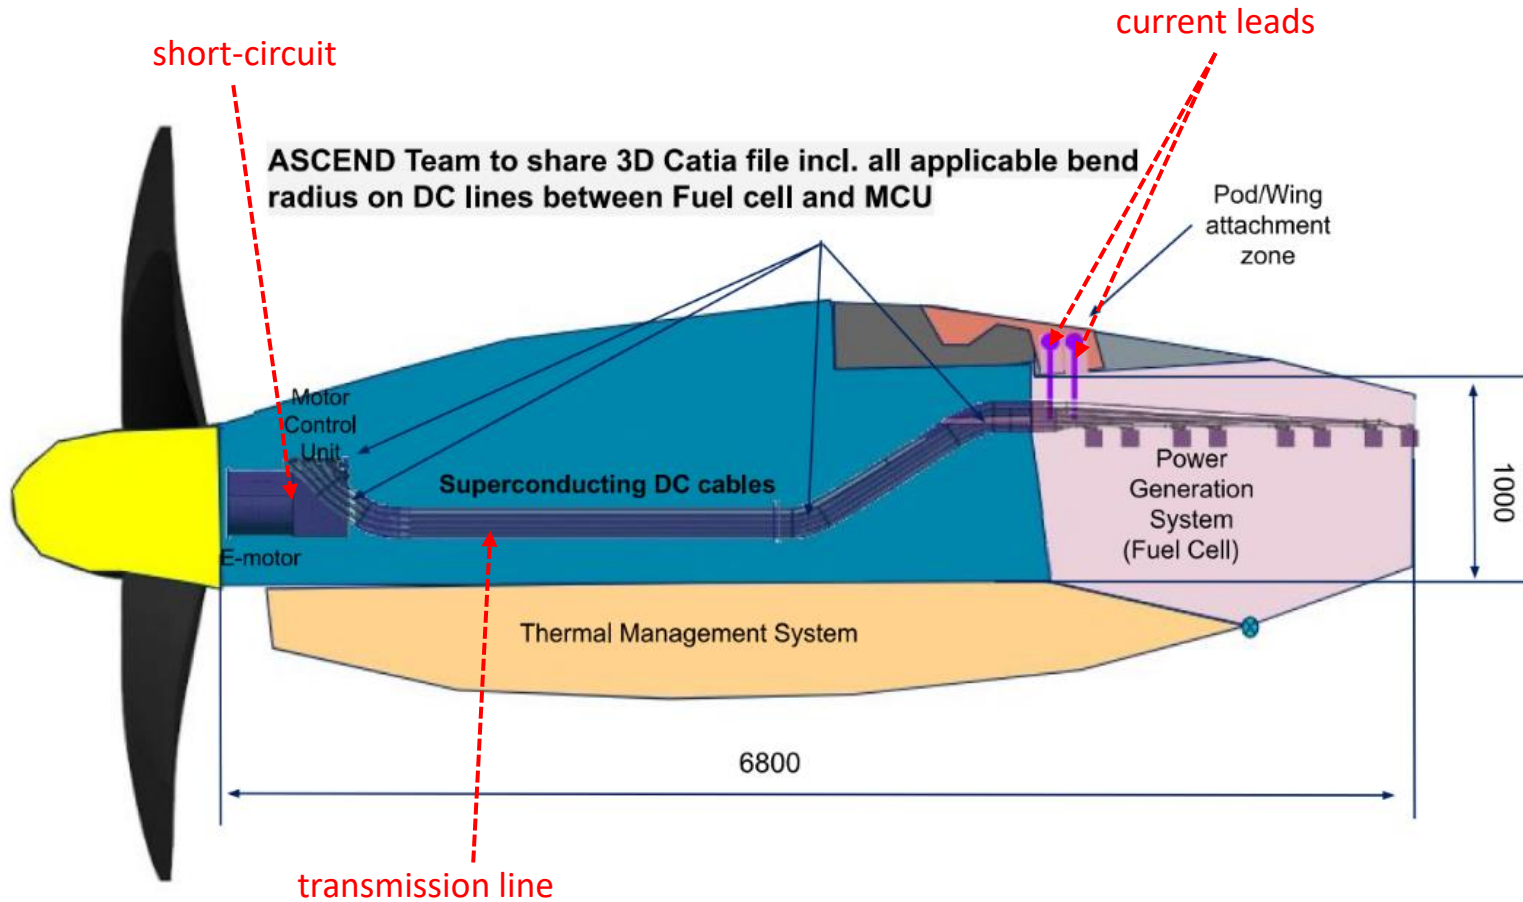 current leads
short-circuit
ASCEND Team to share 3D Catia file incl. all applicable bend
radius on DC lines between Fuel cell and MCU
Pod/Wing
attachment
zone
Motor
Control
Unit
Superconducting DC cables
Power
Generation
System
(Fuel Cell)
1000
E-motor
Thermal Management System
6800
transmission line